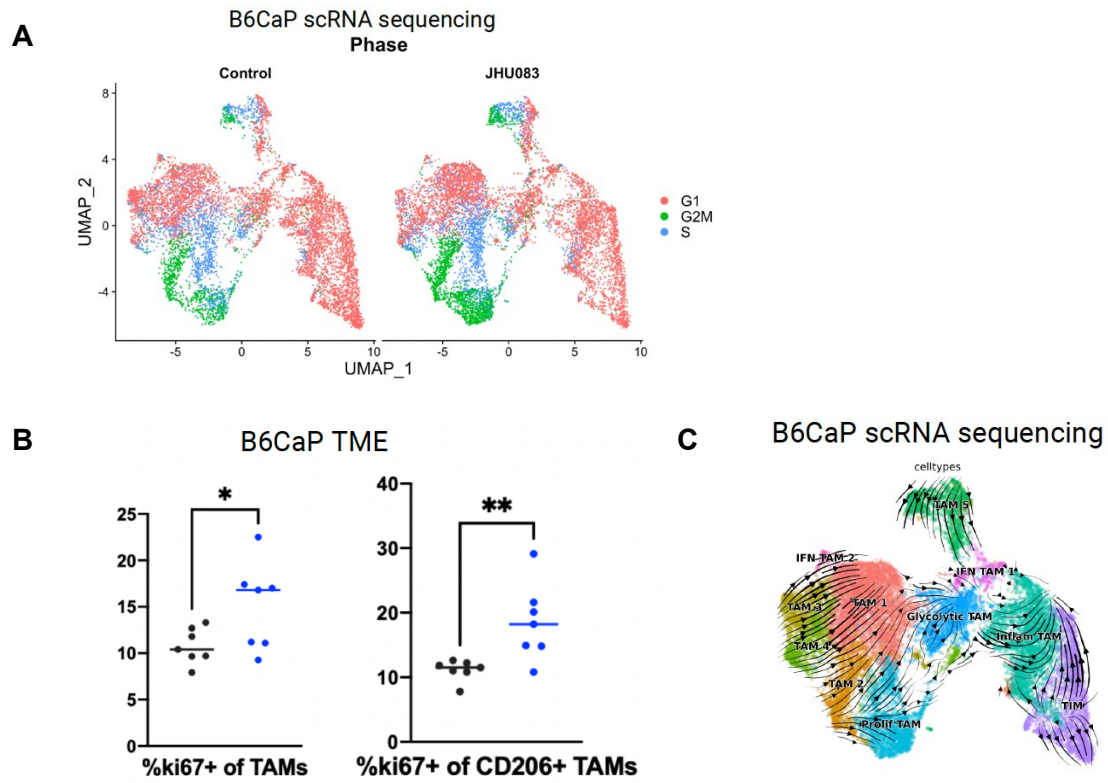 A
B6CaP scRNA sequencing
Phase
Control
JHU083
8
4
0
-4
UMAP_2
-5
0
5
10
-5
0
5
10
UMAP_1
G1
G2M
S
B
B6CaP TME
*
25
20
15
10
5
0
%ki67+ of TAMs
**
40
30
20
10
0
%ki67+ of CD206+ TAMs
C
B6CaP scRNA sequencing
celltypes
TAM 5
IFN TAM 2
IFN TAM 1
TAM 3
TAM 1
Glycolytic TAM
Inflam TAM
TAM 4
TAM 2
TIM
Prolif TAM